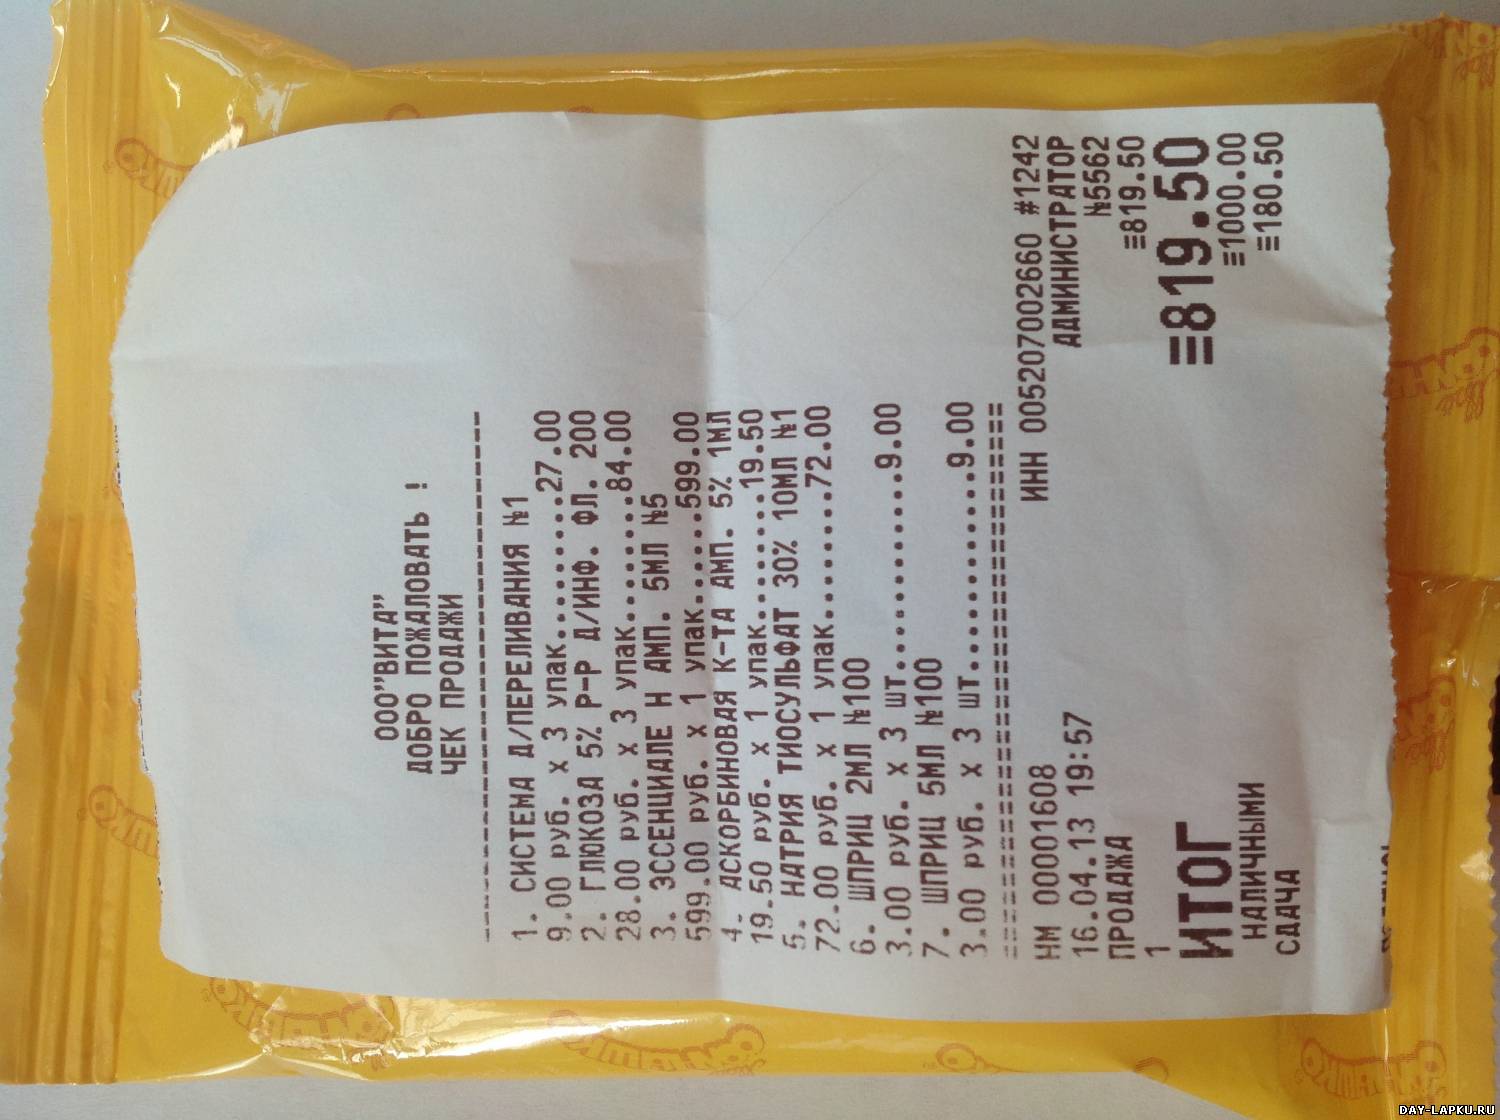 ООО"ВИТА"
ДОБРО ПОЖАЛОВАТЬ !
ЧЕК ПРОДАЖИ
1. СИСТЕМА Д/ПЕРЕЛИВАНИЯ №1
9.00 руб. x 3 упак..........27.00
2. ГЛЮКОЗА 5% Р-Р Д/ИНФ. ФЛ. 200
28.00 руб. x 3 упак.........84.00
3. ЭССЕНЦИАЛЕ Н АМП. 5МЛ №5
599.00 руб. x 1 упак.......599.00
4. АСКОРБИНОВАЯ К-ТА АМП. 5% 1МЛ
19.50 руб. x 1 упак.........19.50
5. НАТРИЯ ТИОСУЛЬФАТ 30% 10МЛ №1
72.00 руб. x 1 упак.........72.00
6. ШПРИЦ 2МЛ №100
3.00 руб. x 3 шт.............9.00
7. ШПРИЦ 5МЛ №100
3.00 руб. x 3 шт.............9.00
ИНН 005207002660 #1242
НМ 00001608
АДМИНИСТРАТОР
16.04.13 19:57
№5562
ПРОДАЖА
≡819.50
1
ИТОГ ≡819.50
НАЛИЧНЫМИ ≡1000.00
СДАЧА ≡180.50
DAY-LAPKU.RU